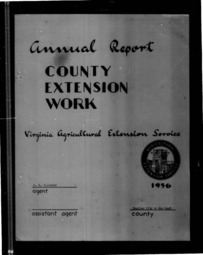 Annual Report
COUNTY
EXTENSION
WORK
Virginia Agricultural Extension Service
1956
agent
assistant agent
county